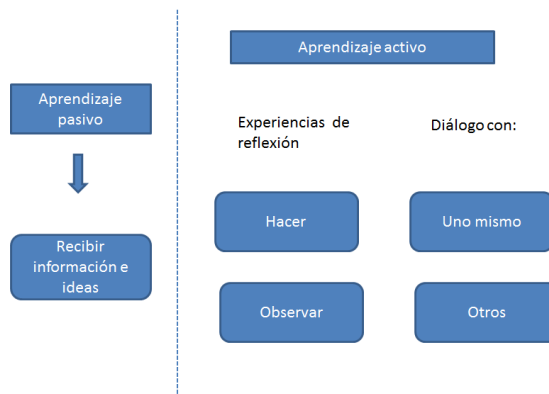 Aprendizaje
pasivo
Recibir
información e
ideas
Aprendizaje activo
Experiencias de
reflexión
Diálogo con:
Hacer
Uno mismo
Observar
Otros